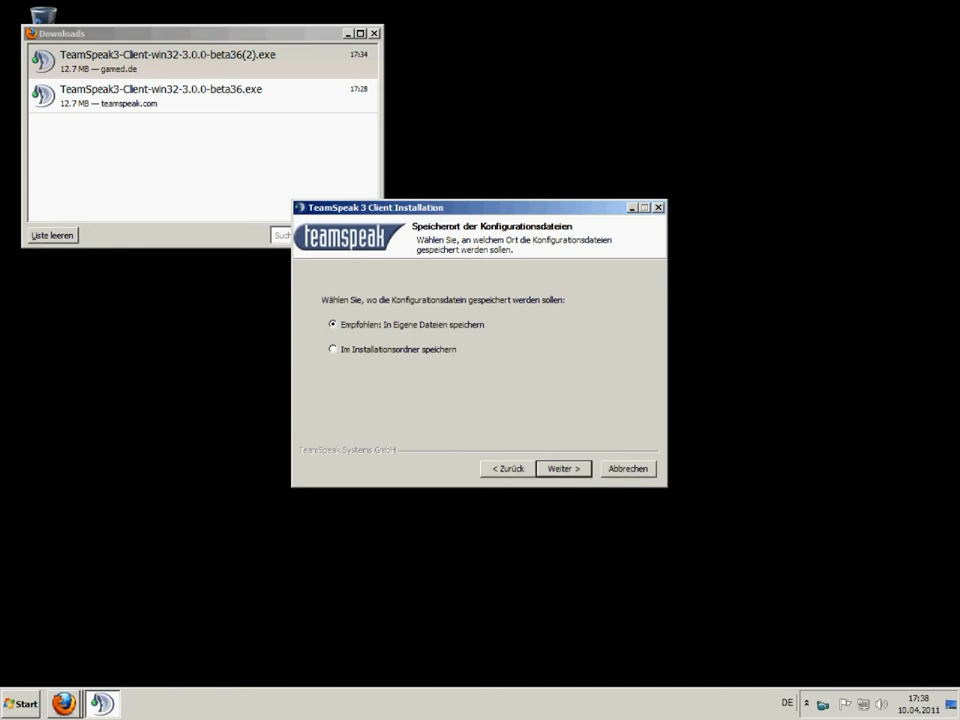 Downloads
TeamSpeak3-Client-win32-3.0.0-beta36(2).exe
17:34
12.7 MB — gamed.de
TeamSpeak3-Client-win32-3.0.0-beta36.exe
17:28
12.7 MB — teamspeak.com
Liste leeren
Such
TeamSpeak 3 Client Installation
teamspeak
Speicherort der Konfigurationsdateien
Wählen Sie, an welchem Ort die Konfigurationsdateien
gespeichert werden sollen.
Wählen Sie, wo die Konfigurationsdatein gespeichert werden sollen:
Empfohlen: In Eigene Dateien speichern
Im Installationsordner speichern
TeamSpeak Systems GmbH
< Zurück
Weiter >
Abbrechen
Start
DE
17:38
10.04.2011